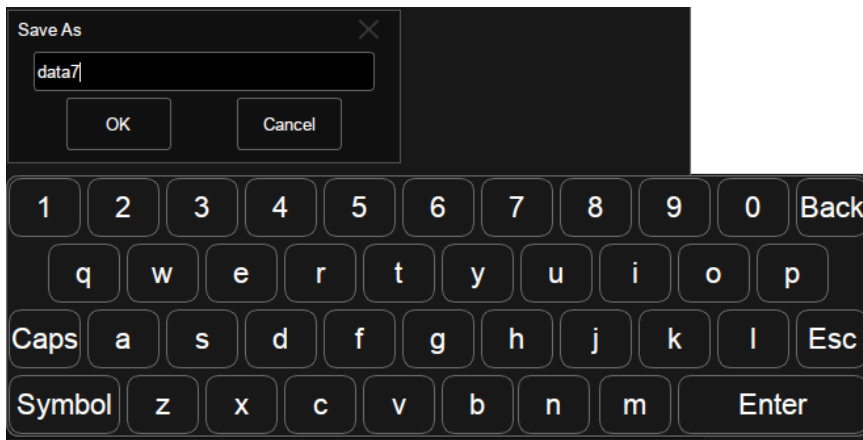 Save As
data7
OK Cancel
1 2 3 4 5 6 7 8 9 0 Back
q w e r t y u i o p
Caps a s d f g h j k l Esc
Symbol z x c v b n m Enter